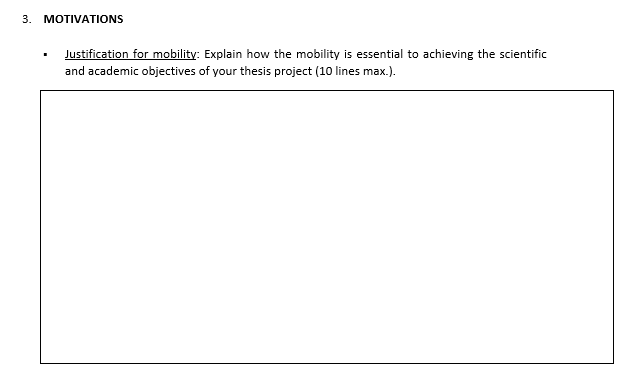 3. MOTIVATIONS
▪ Justification for mobility: Explain how the mobility is essential to achieving the scientific
and academic objectives of your thesis project (10 lines max.).